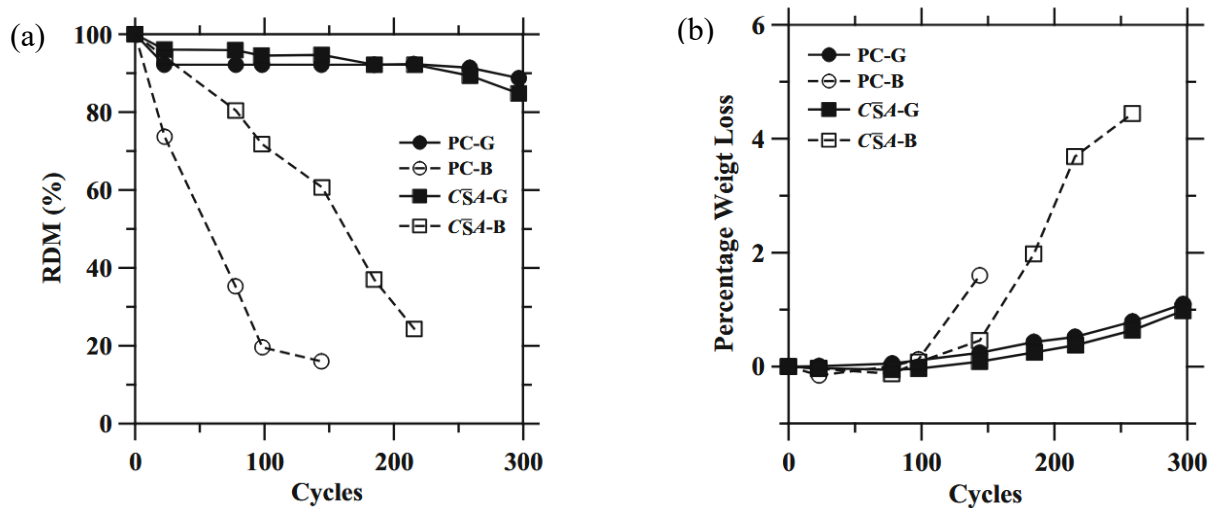 (a)
100
80
60
40
20
0
RDM (%)
PC-G
PC-B
CS̅A-G
CS̅A-B
0 100 200 300
Cycles
(b)
6
4
2
0
Percentage Weigt Loss
PC-G
PC-B
CS̅A-G
CS̅A-B
0 100 200 300
Cycles